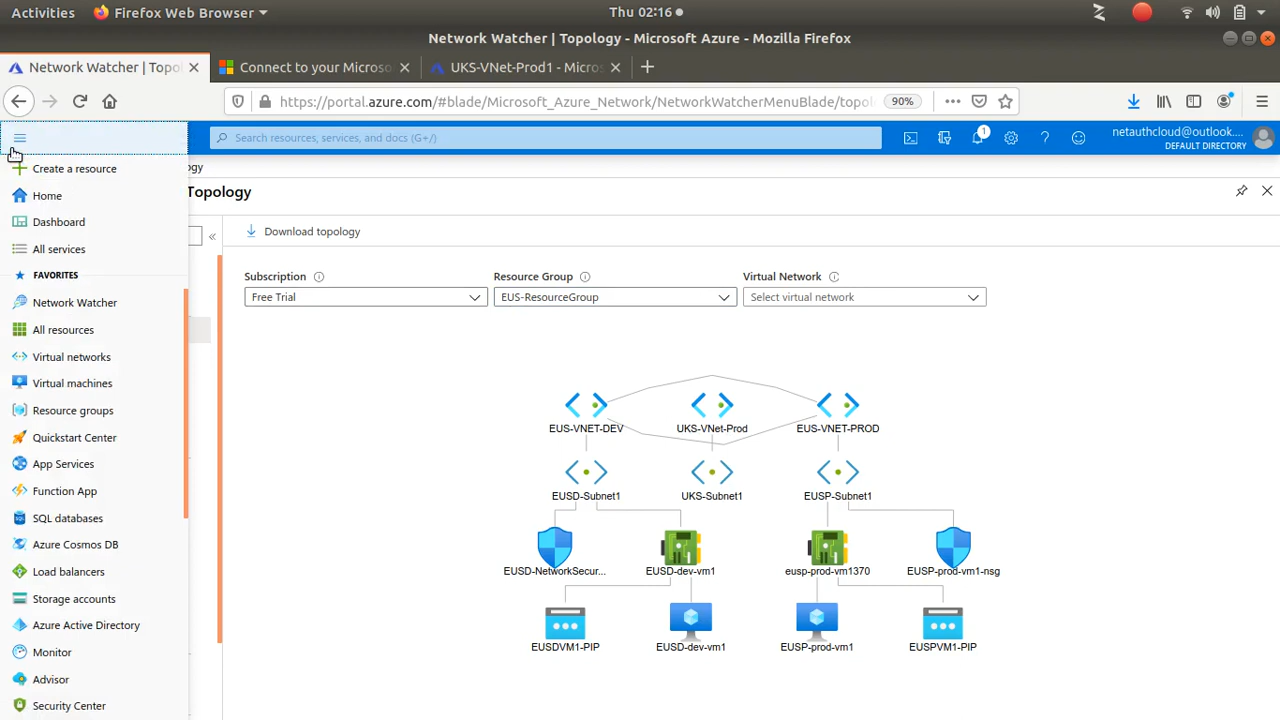 Activities
Firefox Web Browser
Thu 02:16
Network Watcher | Topology - Microsoft Azure - Mozilla Firefox
Network Watcher | Topol
Connect to your Microso
UKS-VNet-Prod1 - Micros
https://portal.azure.com/#blade/Microsoft_Azure_Network/NetworkWatcherMenuBlade/topolo
90%
Search resources, services, and docs (G+/)
1
netauthcloud@outlook....
DEFAULT DIRECTORY
Create a resource
Home
Dashboard
All services
FAVORITES
Network Watcher
All resources
Virtual networks
Virtual machines
Resource groups
Quickstart Center
App Services
Function App
SQL databases
Azure Cosmos DB
Load balancers
Storage accounts
Azure Active Directory
Monitor
Advisor
Security Center
ogy
Topology
Download topology
Subscription
Resource Group
Virtual Network
Free Trial
EUS-ResourceGroup
Select virtual network
EUS-VNET-DEV
UKS-VNet-Prod
EUS-VNET-PROD
EUSD-Subnet1
UKS-Subnet1
EUSP-Subnet1
EUSD-NetworkSecur...
EUSD-dev-vm1
eusp-prod-vm1370
EUSP-prod-vm1-nsg
EUSDVM1-PIP
EUSD-dev-vm1
EUSP-prod-vm1
EUSPVM1-PIP